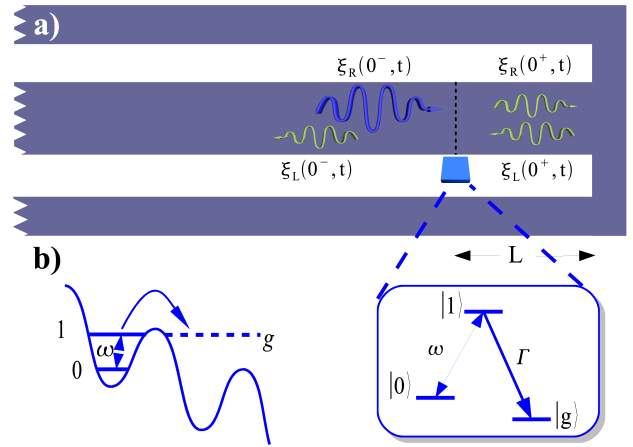 a)
ξR(0⁻,t) ξR(0⁺,t)
ξL(0⁻,t) ξL(0⁺,t)
L
b)
1 g
ω
0
|1⟩
ω Γ
|0⟩
|g⟩